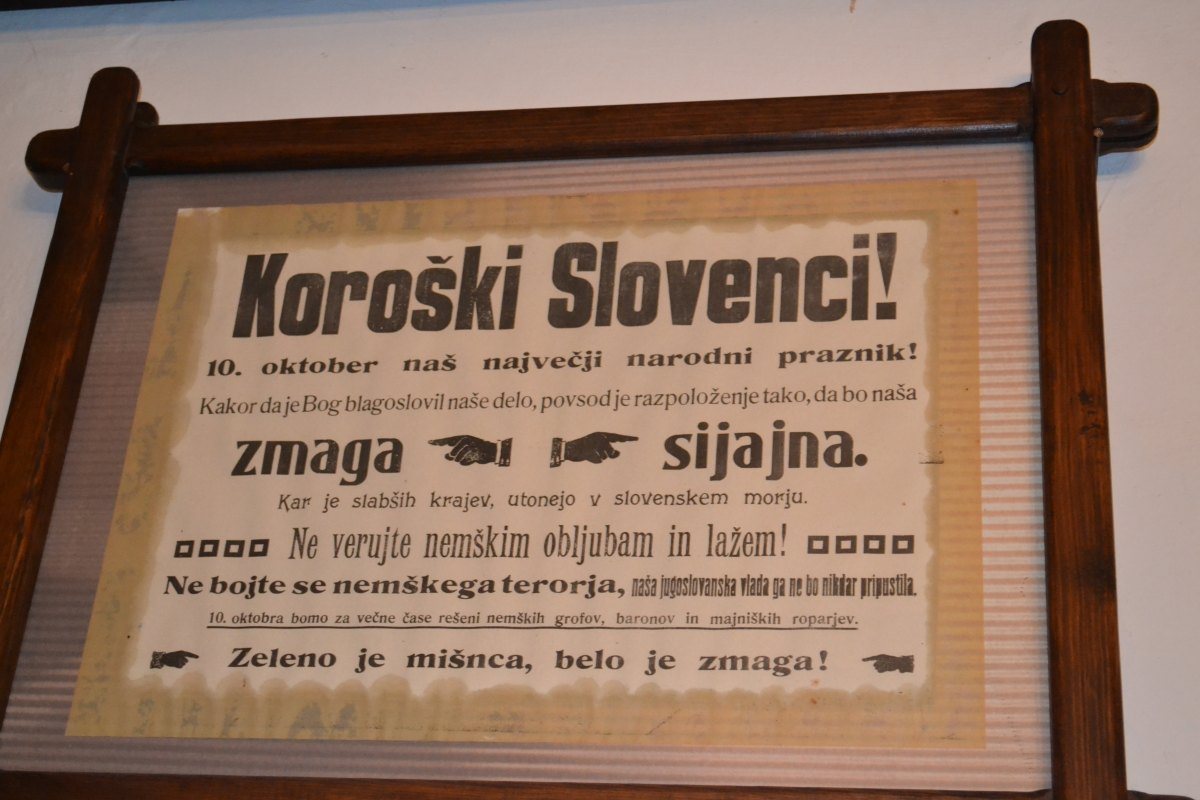 Koroški Slovenci!
10. oktober naš največji narodni praznik!
Kakor da je Bog blagoslovil naše delo, povsod je razpoloženje tako, da bo naša
zmaga sijajna.
Kar je slabših krajev, utonejo v slovenskem morju.
Ne verujte nemškim obljubam in lažem!
Ne bojte se nemškega terorja, naša jugoslovanska vlada ga ne bo nikdar pripustila.
10. oktobra bomo za večne čase rešeni nemških grofov, baronov in majniških roparjev.
Zeleno je mišnca, belo je zmaga!